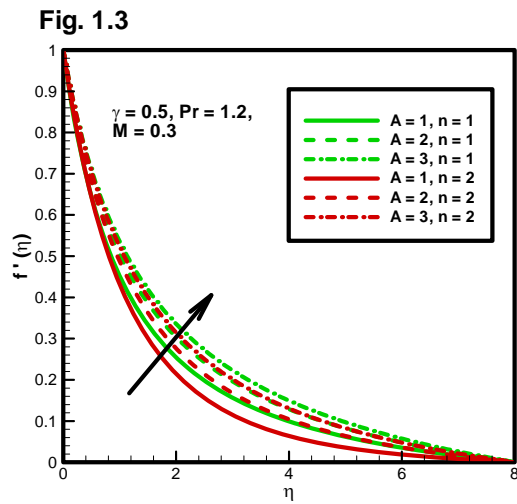 Fig. 1.3
1
0.9
0.8
0.7
0.6
0.5
0.4
0.3
0.2
0.1
0
f ' (η)
γ = 0.5, Pr = 1.2,
M = 0.3
A = 1, n = 1
A = 2, n = 1
A = 3, n = 1
A = 1, n = 2
A = 2, n = 2
A = 3, n = 2
0 2 4 6 8
η